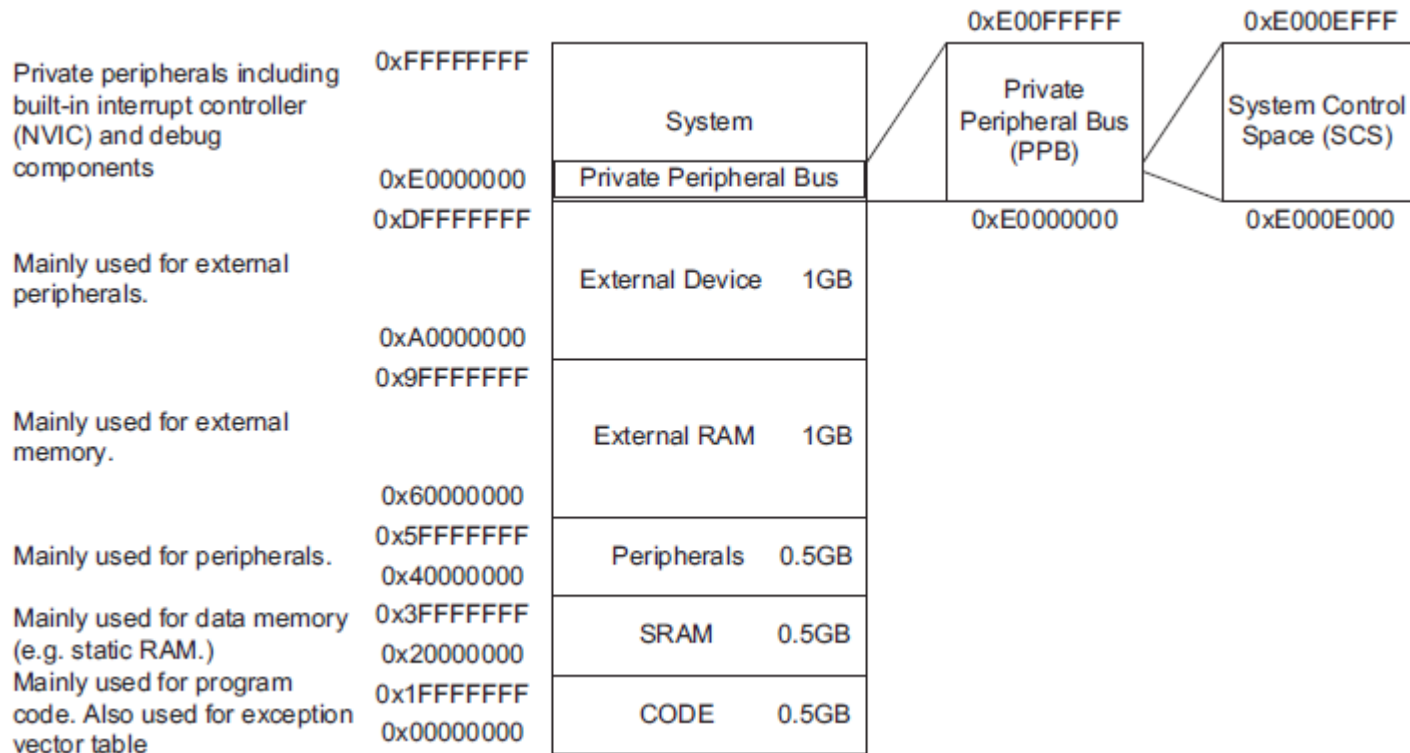 0xE00FFFFF
0xE000EFFF
Private peripherals including
built-in interrupt controller
(NVIC) and debug
components
0xFFFFFFFF
System
Private
Peripheral Bus
(PPB)
System Control
Space (SCS)
0xE0000000
Private Peripheral Bus
0xDFFFFFFF
0xE0000000
0xE000E000
Mainly used for external
peripherals.
External Device 1GB
0xA0000000
0x9FFFFFFF
Mainly used for external
memory.
External RAM 1GB
0x60000000
0x5FFFFFFF
Mainly used for peripherals.
Peripherals 0.5GB
0x40000000
0x3FFFFFFF
Mainly used for data memory
(e.g. static RAM.)
SRAM 0.5GB
0x20000000
Mainly used for program
code. Also used for exception
vector table
0x1FFFFFFF
CODE 0.5GB
0x00000000